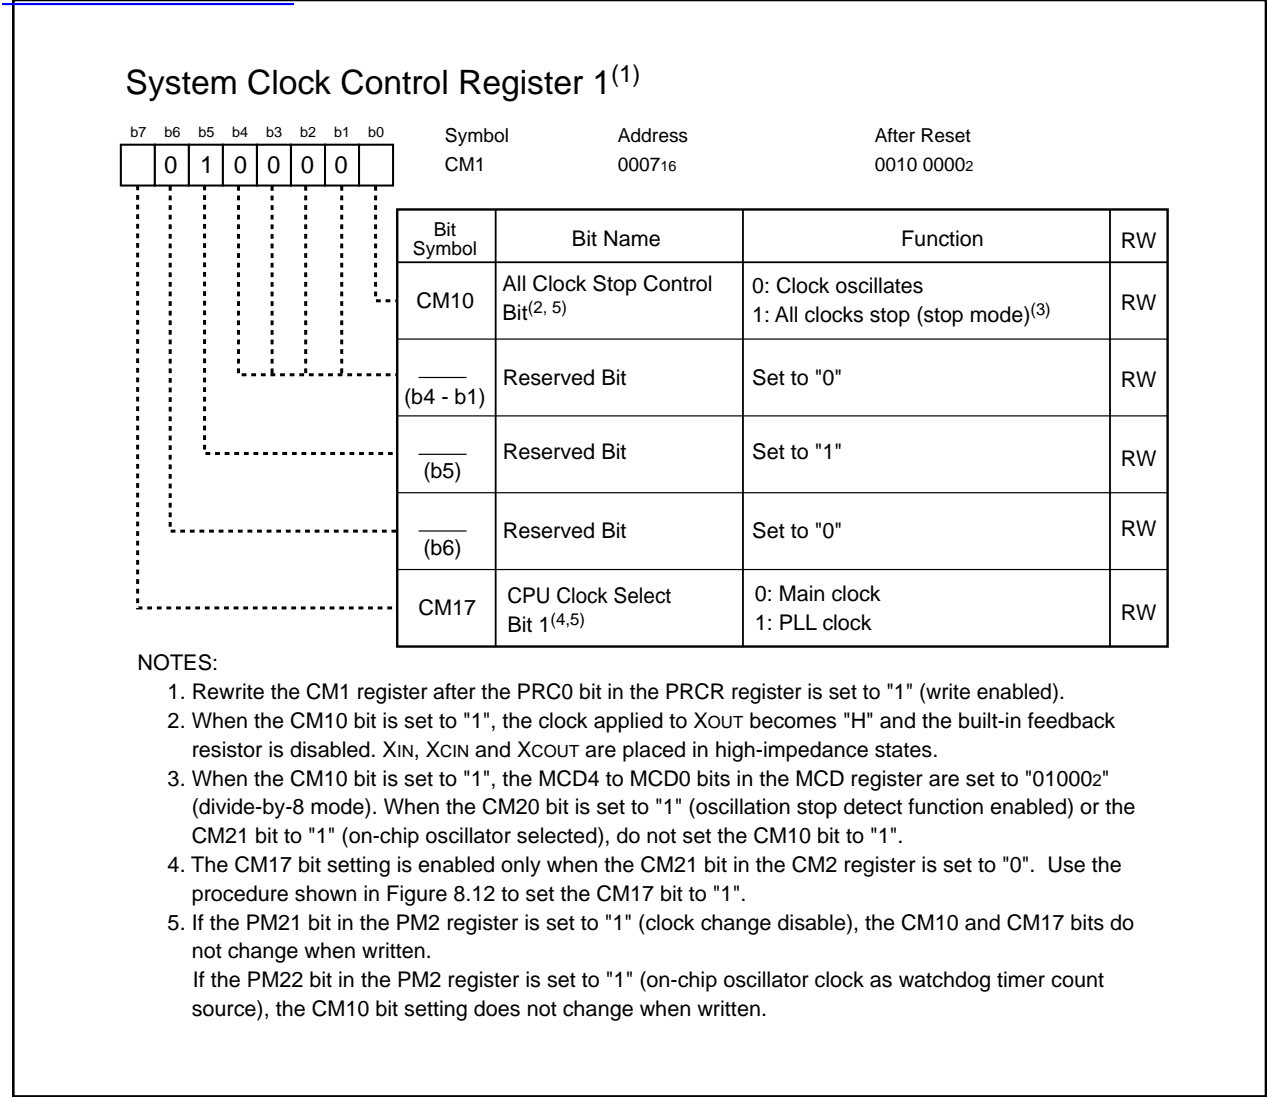 System Clock Control Register 1(1)
b7 b6 b5 b4 b3 b2 b1 b0
Symbol Address After Reset
0 1 0 0 0 0
CM1 000716 0010 00002
Bit Symbol Bit Name Function RW
CM10 All Clock Stop Control Bit(2, 5) 0: Clock oscillates
1: All clocks stop (stop mode)(3) RW
(b4 - b1) Reserved Bit Set to "0" RW
(b5) Reserved Bit Set to "1" RW
(b6) Reserved Bit Set to "0" RW
CM17 CPU Clock Select Bit 1(4,5) 0: Main clock
1: PLL clock RW
NOTES:
1. Rewrite the CM1 register after the PRC0 bit in the PRCR register is set to "1" (write enabled).
2. When the CM10 bit is set to "1", the clock applied to XOUT becomes "H" and the built-in feedback
resistor is disabled. XIN, XCIN and XCOUT are placed in high-impedance states.
3. When the CM10 bit is set to "1", the MCD4 to MCD0 bits in the MCD register are set to "010002"
(divide-by-8 mode). When the CM20 bit is set to "1" (oscillation stop detect function enabled) or the
CM21 bit to "1" (on-chip oscillator selected), do not set the CM10 bit to "1".
4. The CM17 bit setting is enabled only when the CM21 bit in the CM2 register is set to "0". Use the
procedure shown in Figure 8.12 to set the CM17 bit to "1".
5. If the PM21 bit in the PM2 register is set to "1" (clock change disable), the CM10 and CM17 bits do
not change when written.
If the PM22 bit in the PM2 register is set to "1" (on-chip oscillator clock as watchdog timer count
source), the CM10 bit setting does not change when written.